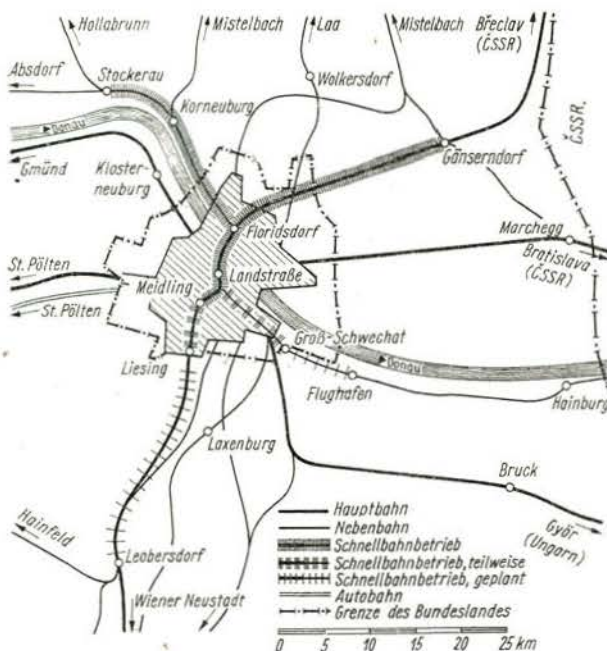 Hollabrunn
Mistelbach
Laa
Mistelbach
Břeclav
(ČSSR)
Absdorf
Stockerau
Wolkersdorf
Korneuburg
ČSSR.
Donau
Gänserndorf
Gmünd
Kloster-
neuburg
Floridsdorf
Marchegg
Bratislava
(ČSSR)
St. Pölten
Meidling
Landstraße
St. Pölten
Groß-Schwechat
Liesing
Donau
Flughafen
Hainburg
Laxenburg
Bruck
Hainfeld
Györ
(Ungarn)
Leobersdorf
Wiener Neustadt
Hauptbahn
Nebenbahn
Schnellbahnbetrieb
Schnellbahnbetrieb, teilweise
Schnellbahnbetrieb, geplant
Autobahn
Grenze des Bundeslandes
0 5 10 15 20 25 km